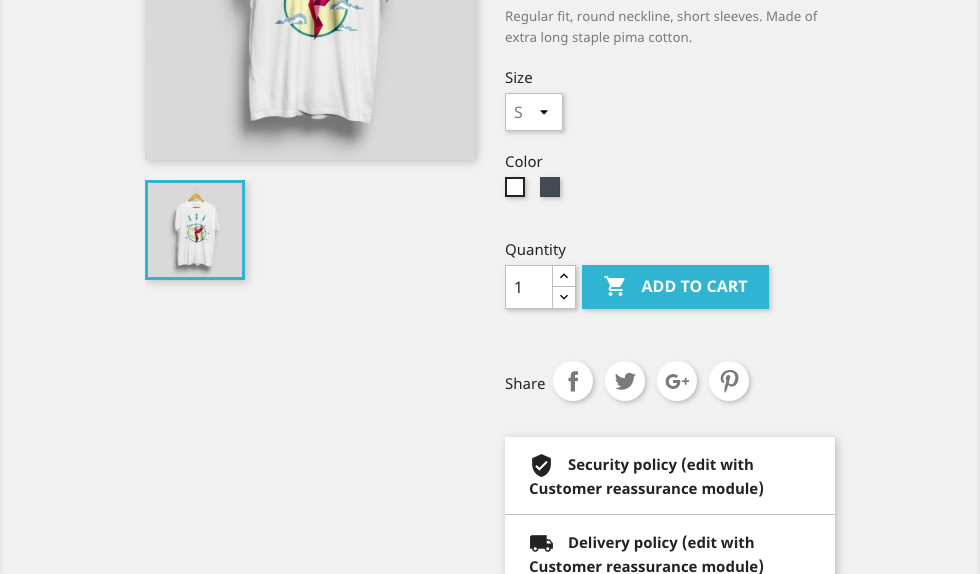 Regular fit, round neckline, short sleeves. Made of
extra long staple pima cotton.
Size
S
Color
Quantity
1
ADD TO CART
Share
G+
Security policy (edit with
Customer reassurance module)
Delivery policy (edit with
Customer reassurance module)